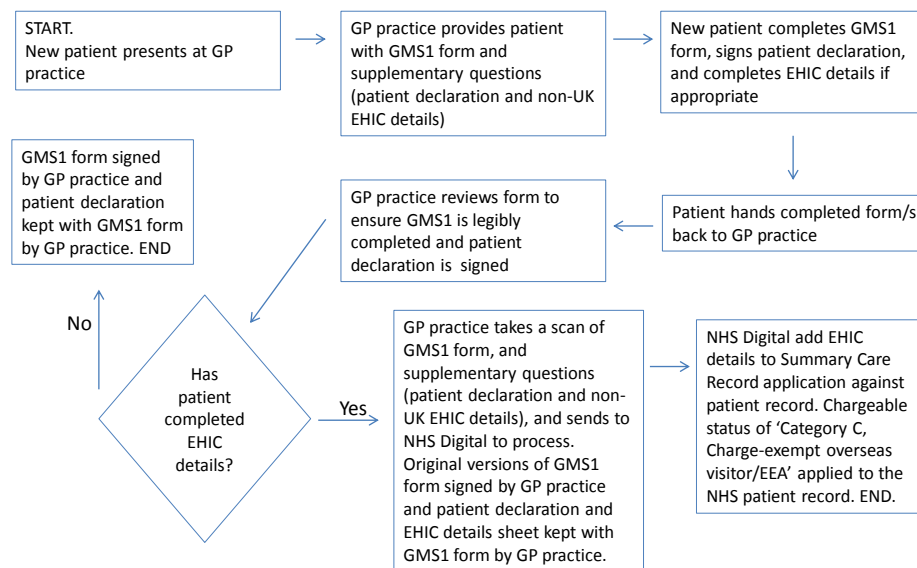 START.
New patient presents at GP
practice
GP practice provides patient
with GMS1 form and
supplementary questions
(patient declaration and non-UK
EHIC details)
New patient completes GMS1
form, signs patient declaration,
and completes EHIC details if
appropriate
Patient hands completed form/s
back to GP practice
GP practice reviews form to
ensure GMS1 is legibly
completed and patient
declaration is signed
Has
patient
completed
EHIC
details?
No
GMS1 form signed
by GP practice and
patient declaration
kept with GMS1 form
by GP practice. END
Yes
GP practice takes a scan of
GMS1 form, and
supplementary questions
(patient declaration and non-
UK EHIC details), and sends to
NHS Digital to process.
Original versions of GMS1
form signed by GP practice
and patient declaration and
EHIC details sheet kept with
GMS1 form by GP practice.
NHS Digital add EHIC
details to Summary Care
Record application against
patient record. Chargeable
status of ‘Category C,
Charge-exempt overseas
visitor/EEA’ applied to the
NHS patient record. END.